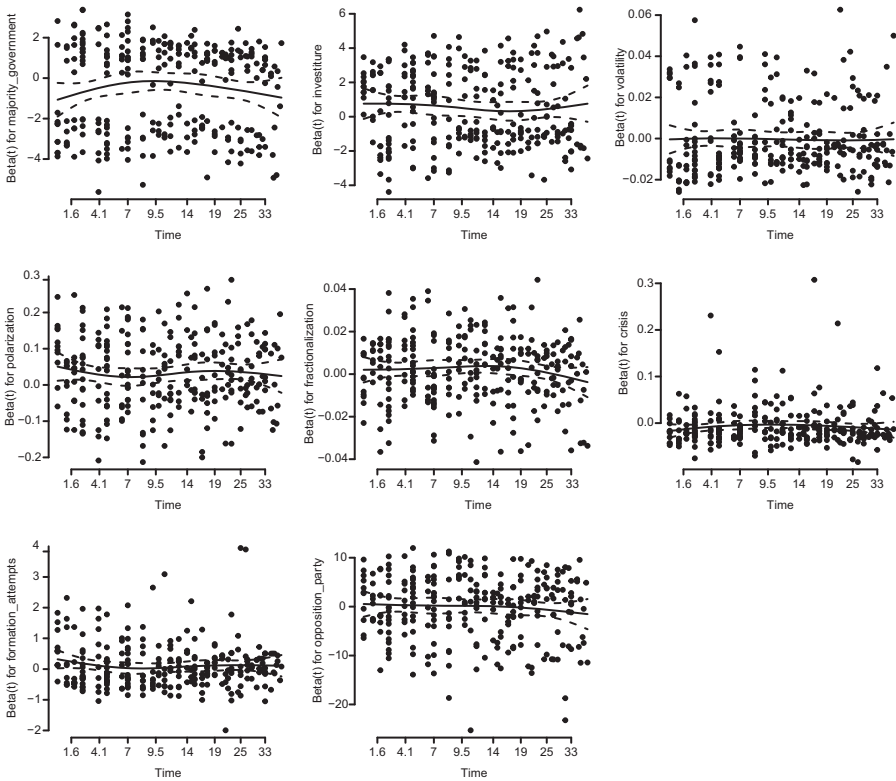 Beta(t) for majority_government
2
0
−2
−4
1.6 4.1 7 9.5 14 19 25 33
Time
Beta(t) for investiture
6
4
2
0
−2
−4
1.6 4.1 7 9.5 14 19 25 33
Time
Beta(t) for volatility
0.06
0.04
0.02
0.00
−0.02
1.6 4.1 7 9.5 14 19 25 33
Time
Beta(t) for polarization
0.3
0.2
0.1
0.0
−0.1
−0.2
1.6 4.1 7 9.5 14 19 25 33
Time
Beta(t) for fractionalization
0.04
0.02
0.00
−0.02
−0.04
1.6 4.1 7 9.5 14 19 25 33
Time
Beta(t) for crisis
0.3
0.2
0.1
0.0
1.6 4.1 7 9.5 14 19 25 33
Time
Beta(t) for formation_attempts
4
3
2
1
0
−1
−2
1.6 4.1 7 9.5 14 19 25 33
Time
Beta(t) for opposition_party
10
0
−10
−20
1.6 4.1 7 9.5 14 19 25 33
Time